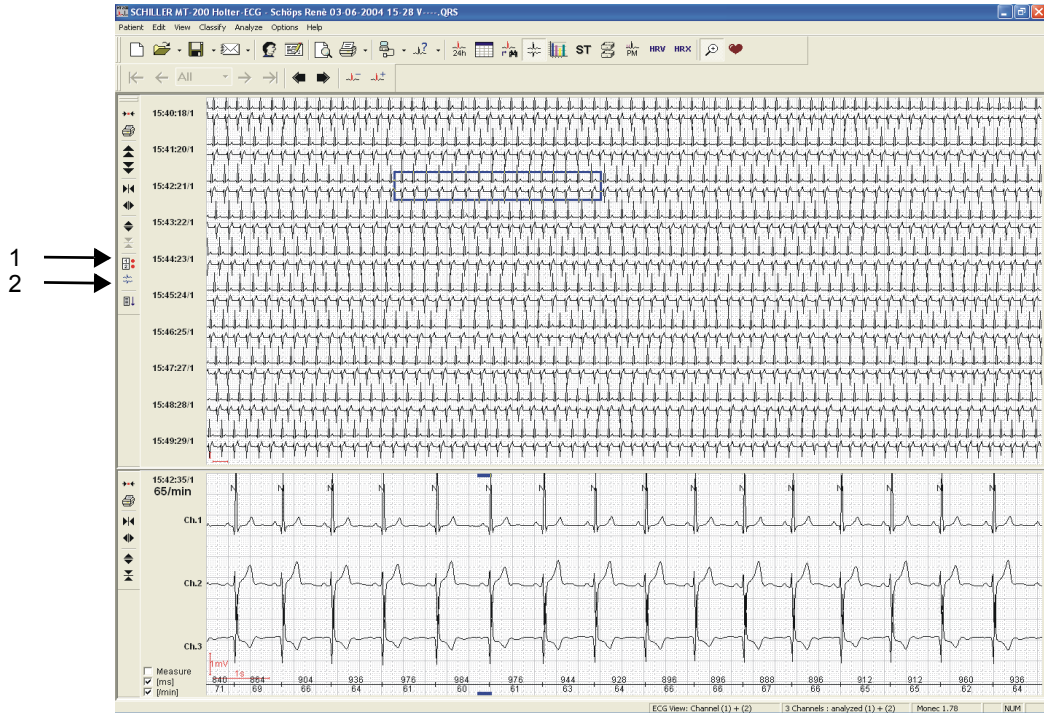 SCHILLER MT-200 Holter-ECG - Schöps Renè 03-06-2004 15-28 V----.QRS
Patient Edit View Classify Analyze Options Help
24h ST PM HRV HRX
All
15:40:18/1
15:41:20/1
15:42:21/1
15:43:22/1
1
15:44:23/1
2
15:45:24/1
15:46:25/1
15:47:27/1
15:48:28/1
15:49:29/1
15:42:35/1
65/min
N N N N N N N N N N N N N N N N
Ch.1
Ch.2
Ch.3
1mV
1s
Measure
[ms] 840 864 904 936 976 984 976 944 928 896 896 888 896 912 912 960 936
[/min] 71 69 66 64 61 60 61 63 64 66 66 67 66 65 65 62 64
ECG View: Channel (1) + (2) 3 Channels : analyzed (1) + (2) Monec 1.78 NUM